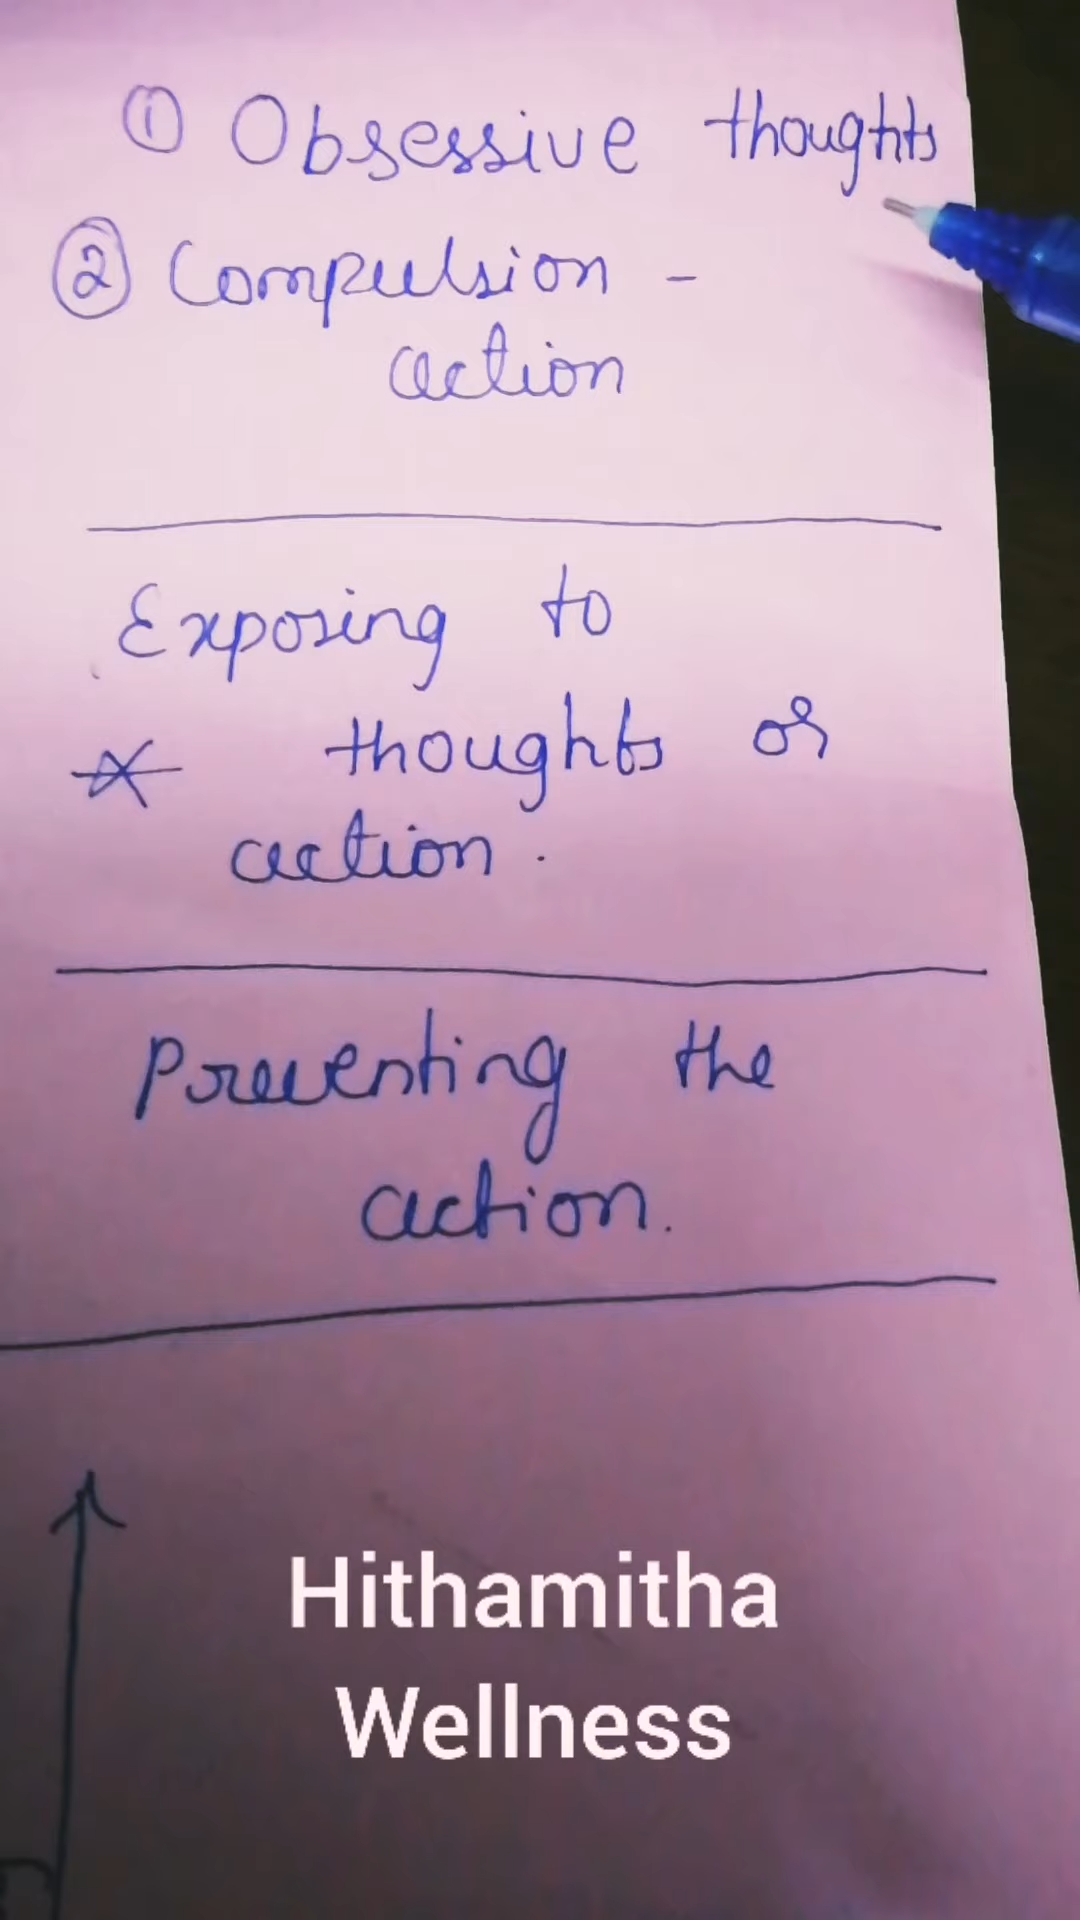 ① Obsessive thoughts
② Compulsion -
action
Exposing to
* thoughts or
action.
Preventing the
action.
Hithamitha
Wellness